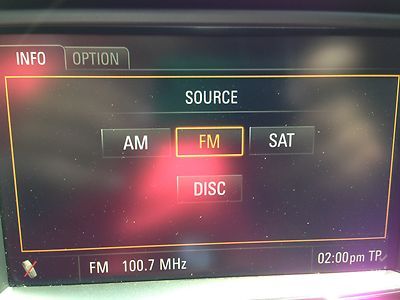 INFO OPTION
SOURCE
AM FM SAT
DISC
FM 100.7 MHz 02:00pm TP